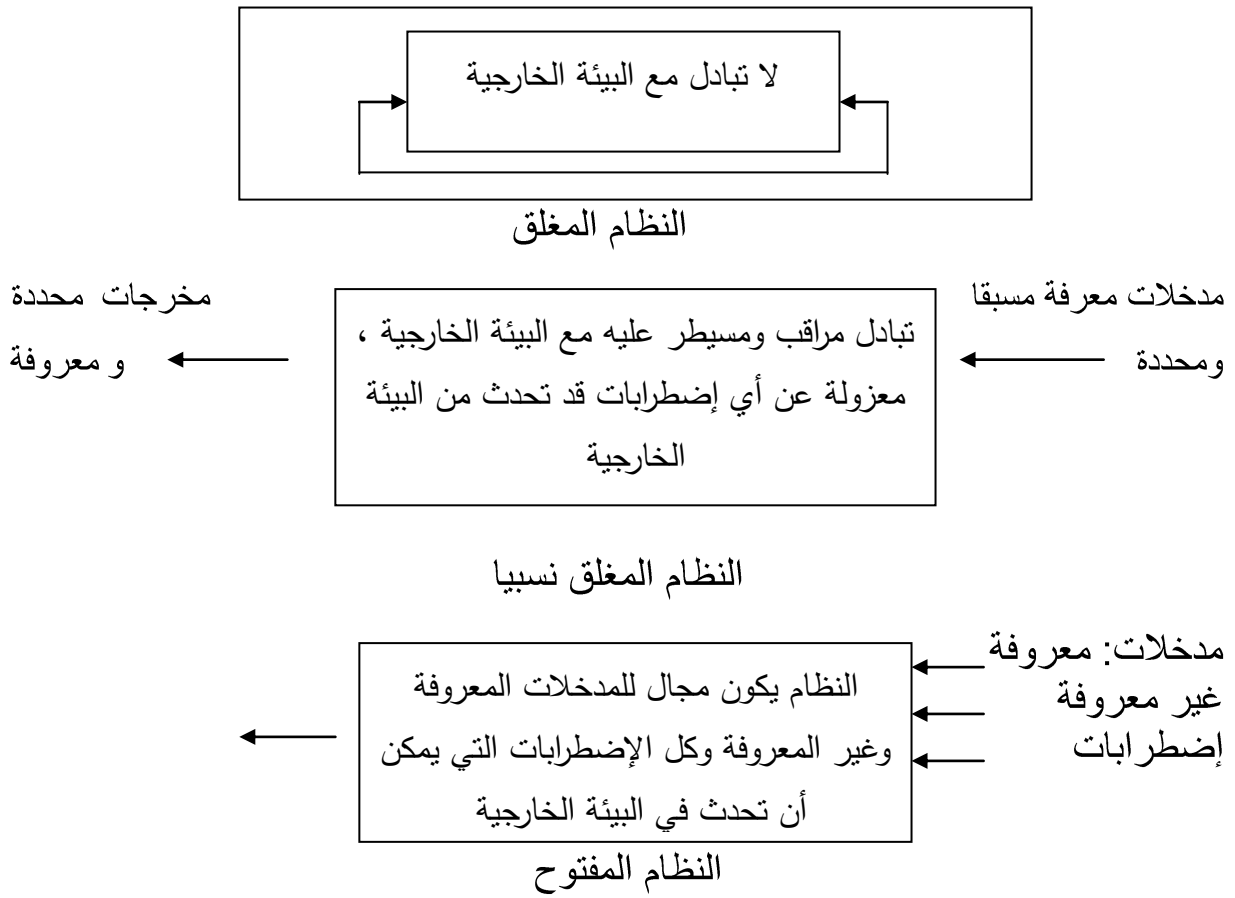 لا تبادل مع البيئة الخارجية
النظام المغلق
مدخلات معرفة مسبقا
ومحددة
تبادل مراقب ومسيطر عليه مع البيئة الخارجية ،
معزولة عن أي إضطرابات قد تحدث من البيئة
الخارجية
مخرجات محددة
و معروفة
النظام المغلق نسبيا
مدخلات: معروفة
غير معروفة
إضطرابات
النظام يكون مجال للمدخلات المعروفة
وغير المعروفة وكل الإضطرابات التي يمكن
أن تحدث في البيئة الخارجية
النظام المفتوح